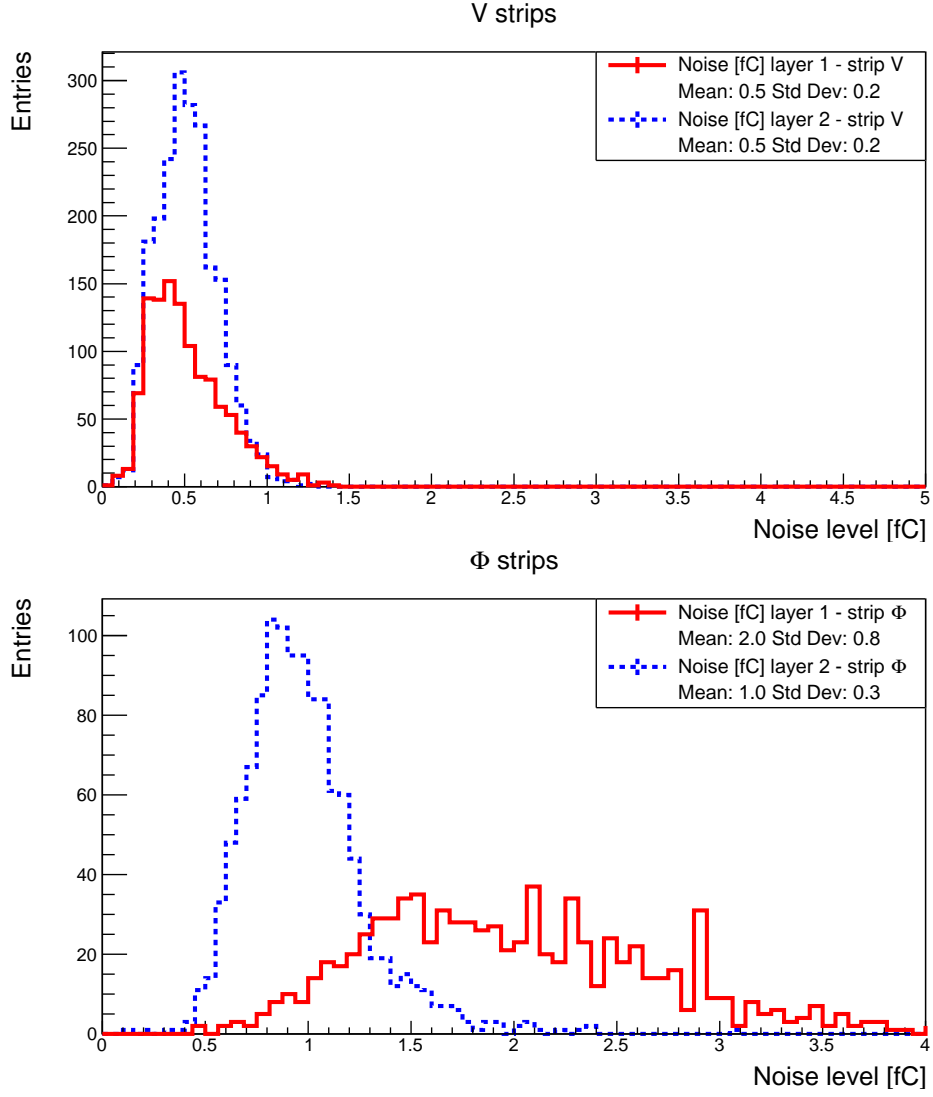 V strips
Entries
Noise [fC] layer 1 - strip V
Mean: 0.5 Std Dev: 0.2
Noise [fC] layer 2 - strip V
Mean: 0.5 Std Dev: 0.2
300
250
200
150
100
50
0
0 0.5 1 1.5 2 2.5 3 3.5 4 4.5 5
Noise level [fC]
Φ strips
Entries
Noise [fC] layer 1 - strip Φ
Mean: 2.0 Std Dev: 0.8
Noise [fC] layer 2 - strip Φ
Mean: 1.0 Std Dev: 0.3
100
80
60
40
20
0
0 0.5 1 1.5 2 2.5 3 3.5 4
Noise level [fC]